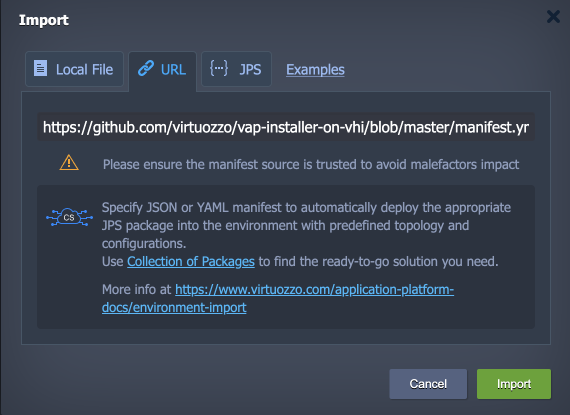 Import
Local File
URL
JPS
Examples
https://github.com/virtuozzo/vap-installer-on-vhi/blob/master/manifest.yr
Please ensure the manifest source is trusted to avoid malefactors impact
CS
Specify JSON or YAML manifest to automatically deploy the appropriate
JPS package into the environment with predefined topology and
configurations.
Use Collection of Packages to find the ready-to-go solution you need.
More info at https://www.virtuozzo.com/application-platform-
docs/environment-import
Cancel
Import